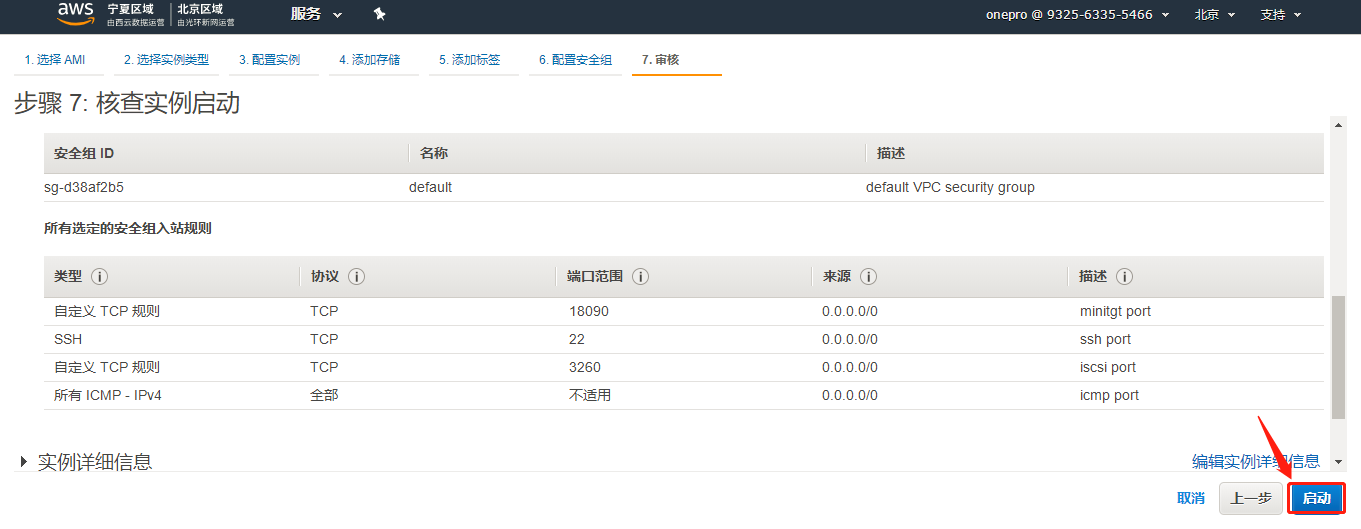 aws 宁夏区域 北京区域 服务 onepro @ 9325-6335-5466 北京 支持
由西云数据运营 由光环新网运营
1. 选择 AMI 2. 选择实例类型 3. 配置实例 4. 添加存储 5. 添加标签 6. 配置安全组 7. 审核
步骤 7: 核查实例启动
安全组 ID 名称 描述
sg-d38af2b5 default default VPC security group
所有选定的安全组入站规则
类型 协议 端口范围 来源 描述
自定义 TCP 规则 TCP 18090 0.0.0.0/0 minitgt port
SSH TCP 22 0.0.0.0/0 ssh port
自定义 TCP 规则 TCP 3260 0.0.0.0/0 iscsi port
所有 ICMP - IPv4 全部 不适用 0.0.0.0/0 icmp port
实例详细信息 编辑实例详细信息
取消 上一步 启动